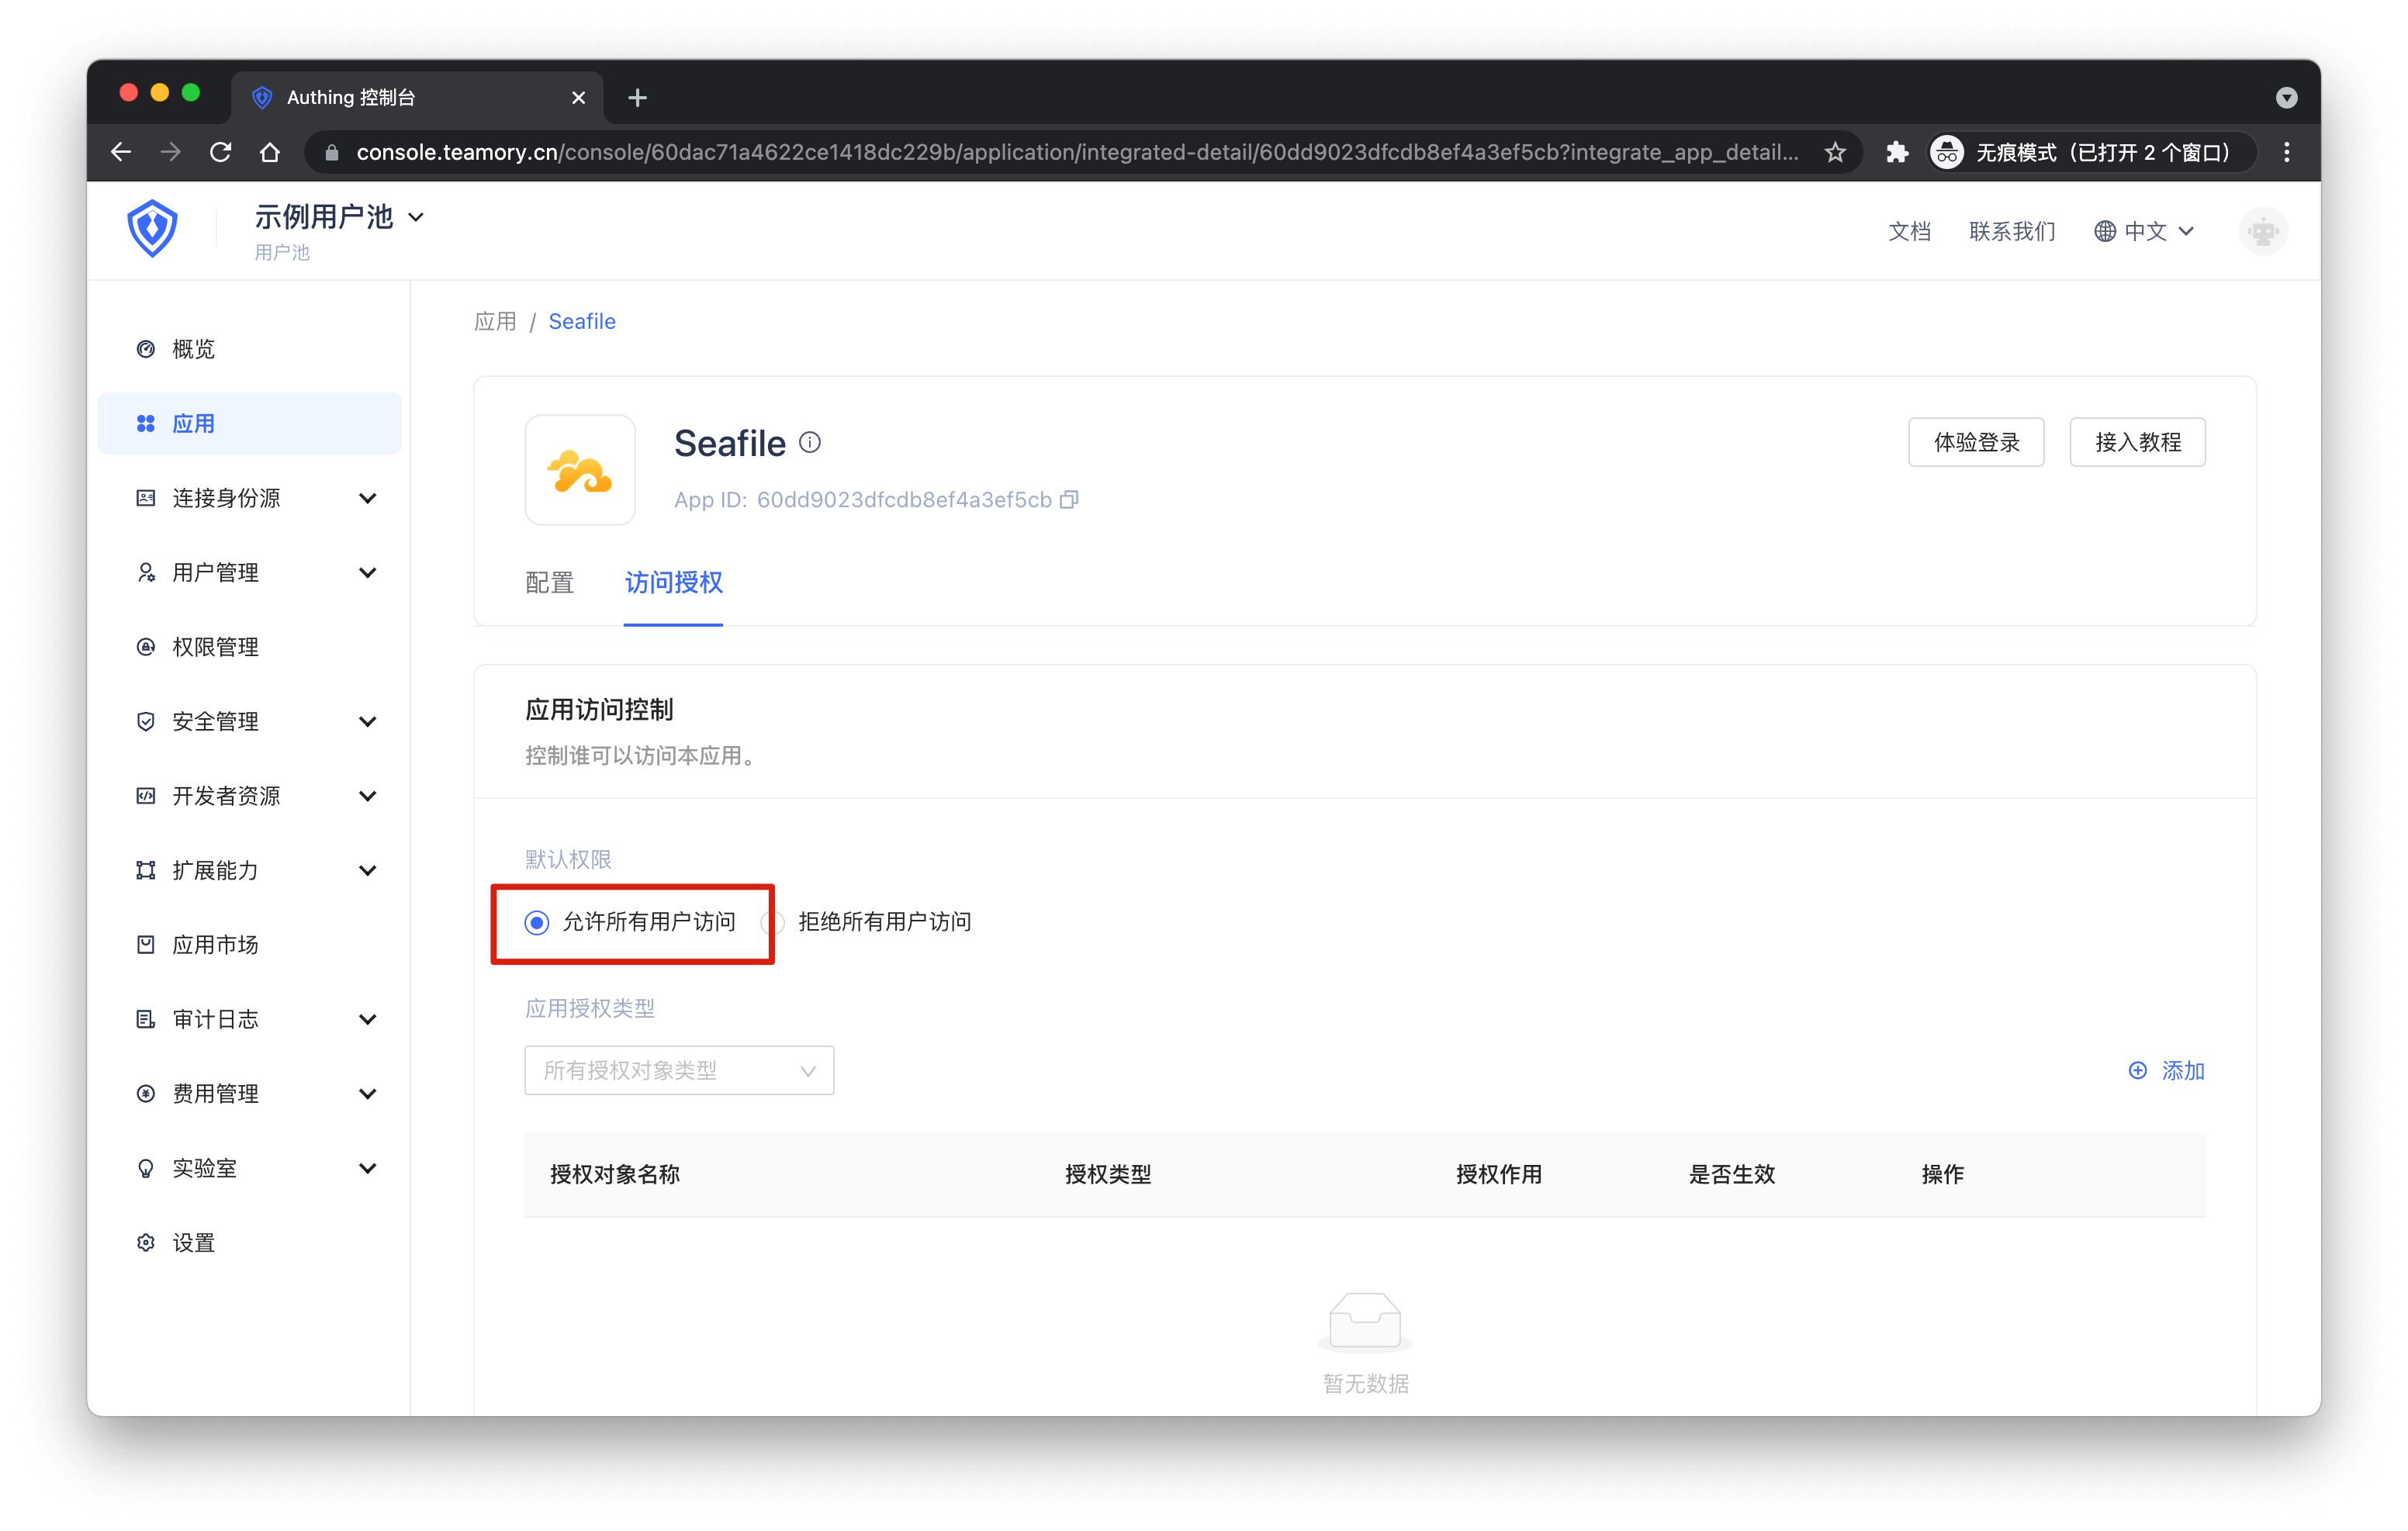 Authing 控制台
console.teamory.cn/console/60dac71a4622ce1418dc229b/application/integrated-detail/60dd9023dfcdb8ef4a3ef5cb?integrate_app_detail...
无痕模式（已打开 2 个窗口）
示例用户池
用户池
文档
联系我们
中文
概览
应用
连接身份源
用户管理
权限管理
安全管理
开发者资源
扩展能力
应用市场
审计日志
费用管理
实验室
设置
应用 / Seafile
Seafile
App ID: 60dd9023dfcdb8ef4a3ef5cb
体验登录
接入教程
配置
访问授权
应用访问控制
控制谁可以访问本应用。
默认权限
允许所有用户访问
拒绝所有用户访问
应用授权类型
所有授权对象类型
添加
授权对象名称 授权类型 授权作用 是否生效 操作
暂无数据